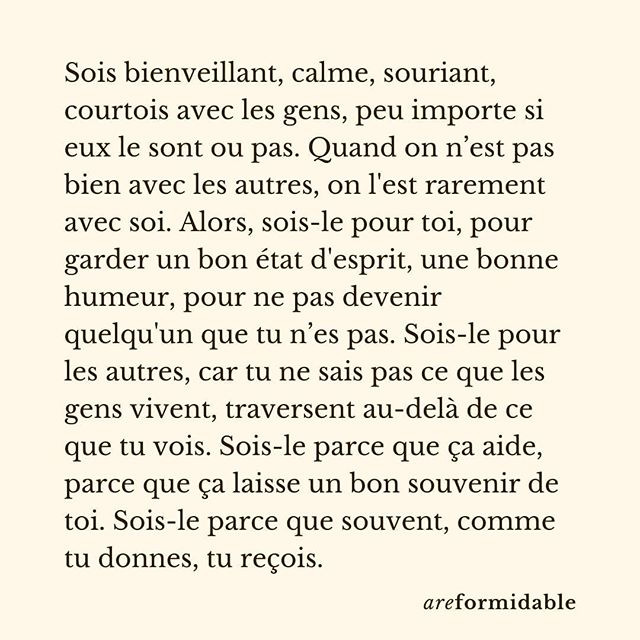 Sois bienveillant, calme, souriant,
courtois avec les gens, peu importe si
eux le sont ou pas. Quand on n’est pas
bien avec les autres, on l'est rarement
avec soi. Alors, sois-le pour toi, pour
garder un bon état d'esprit, une bonne
humeur, pour ne pas devenir
quelqu'un que tu n’es pas. Sois-le pour
les autres, car tu ne sais pas ce que les
gens vivent, traversent au-delà de ce
que tu vois. Sois-le parce que ça aide,
parce que ça laisse un bon souvenir de
toi. Sois-le parce que souvent, comme
tu donnes, tu reçois.
areformidable